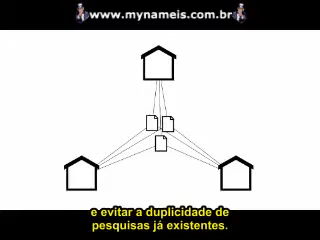 www.mynameis.com.br
e evitar a duplicidade de
pesquisas já existentes.